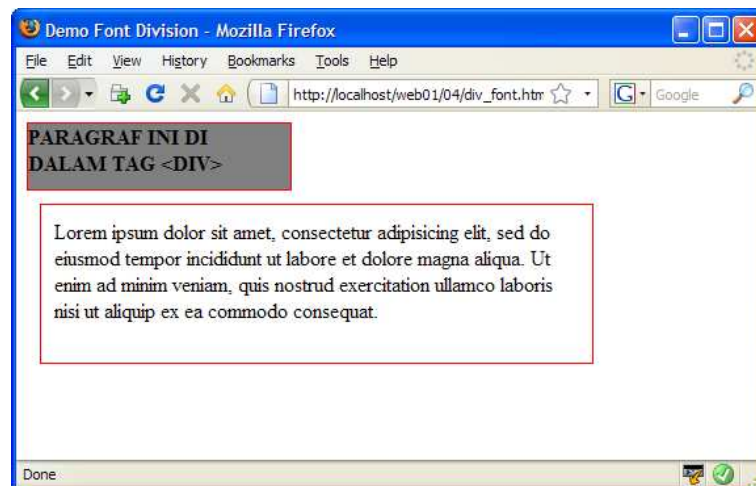 Demo Font Division - Mozilla Firefox
File Edit View History Bookmarks Tools Help
http://localhost/web01/04/div_font.htm G Google
PARAGRAF INI DI
DALAM TAG <DIV>
Lorem ipsum dolor sit amet, consectetur adipisicing elit, sed do
eiusmod tempor incididunt ut labore et dolore magna aliqua. Ut
enim ad minim veniam, quis nostrud exercitation ullamco laboris
nisi ut aliquip ex ea commodo consequat.
Done